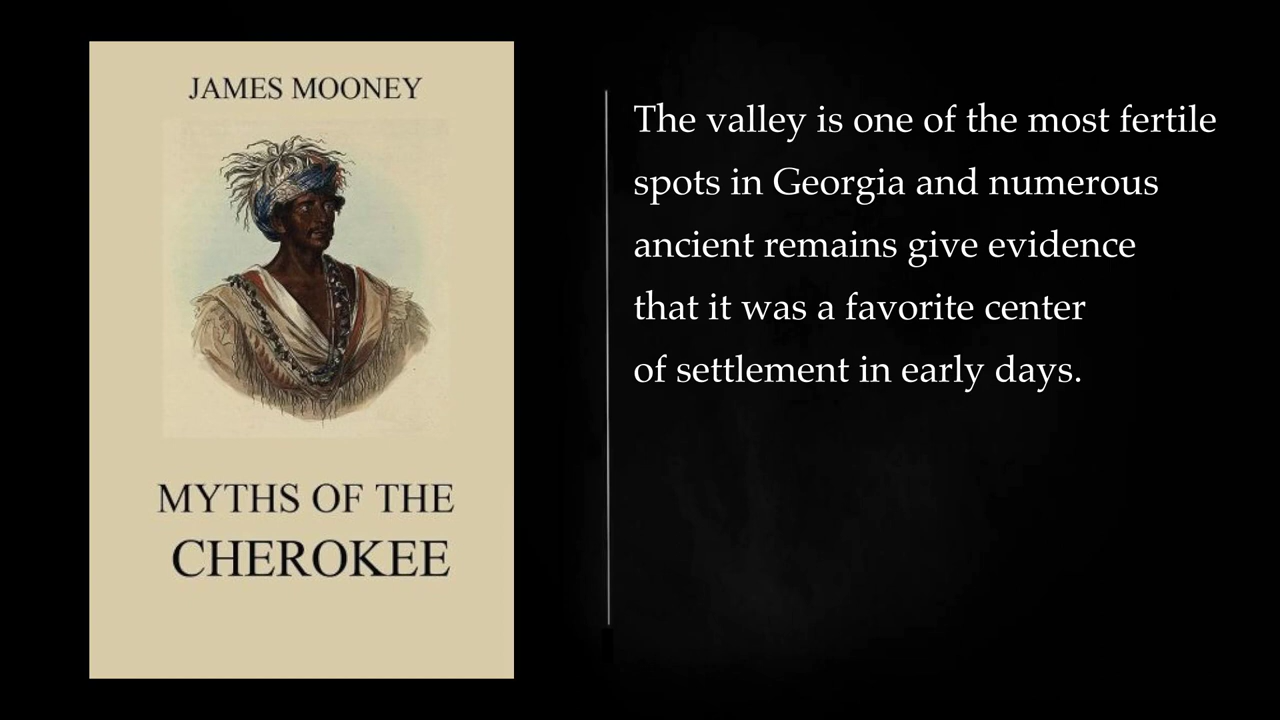 JAMES MOONEY
MYTHS OF THE
CHEROKEE
The valley is one of the most fertile
spots in Georgia and numerous
ancient remains give evidence
that it was a favorite center
of settlement in early days.